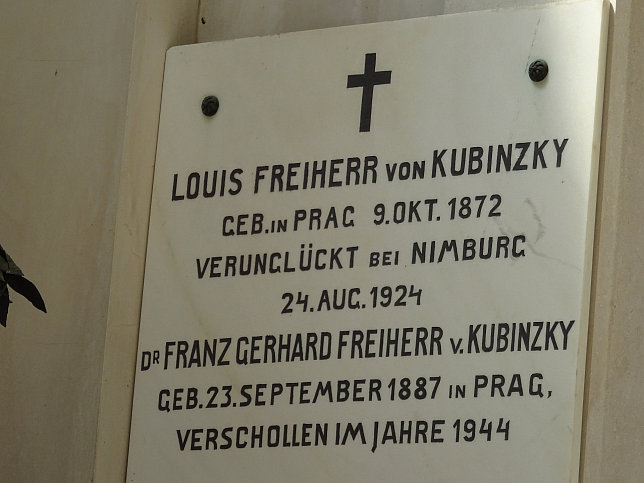 LOUIS FREIHERR VON KUBINZKY
GEB. IN PRAG 9. OKT. 1872
VERUNGLÜCKT BEI NIMBURG
24. AUG. 1924
DR FRANZ GERHARD FREIHERR V. KUBINZKY
GEB. 23. SEPTEMBER 1887 IN PRAG,
VERSCHOLLEN IM JAHRE 1944